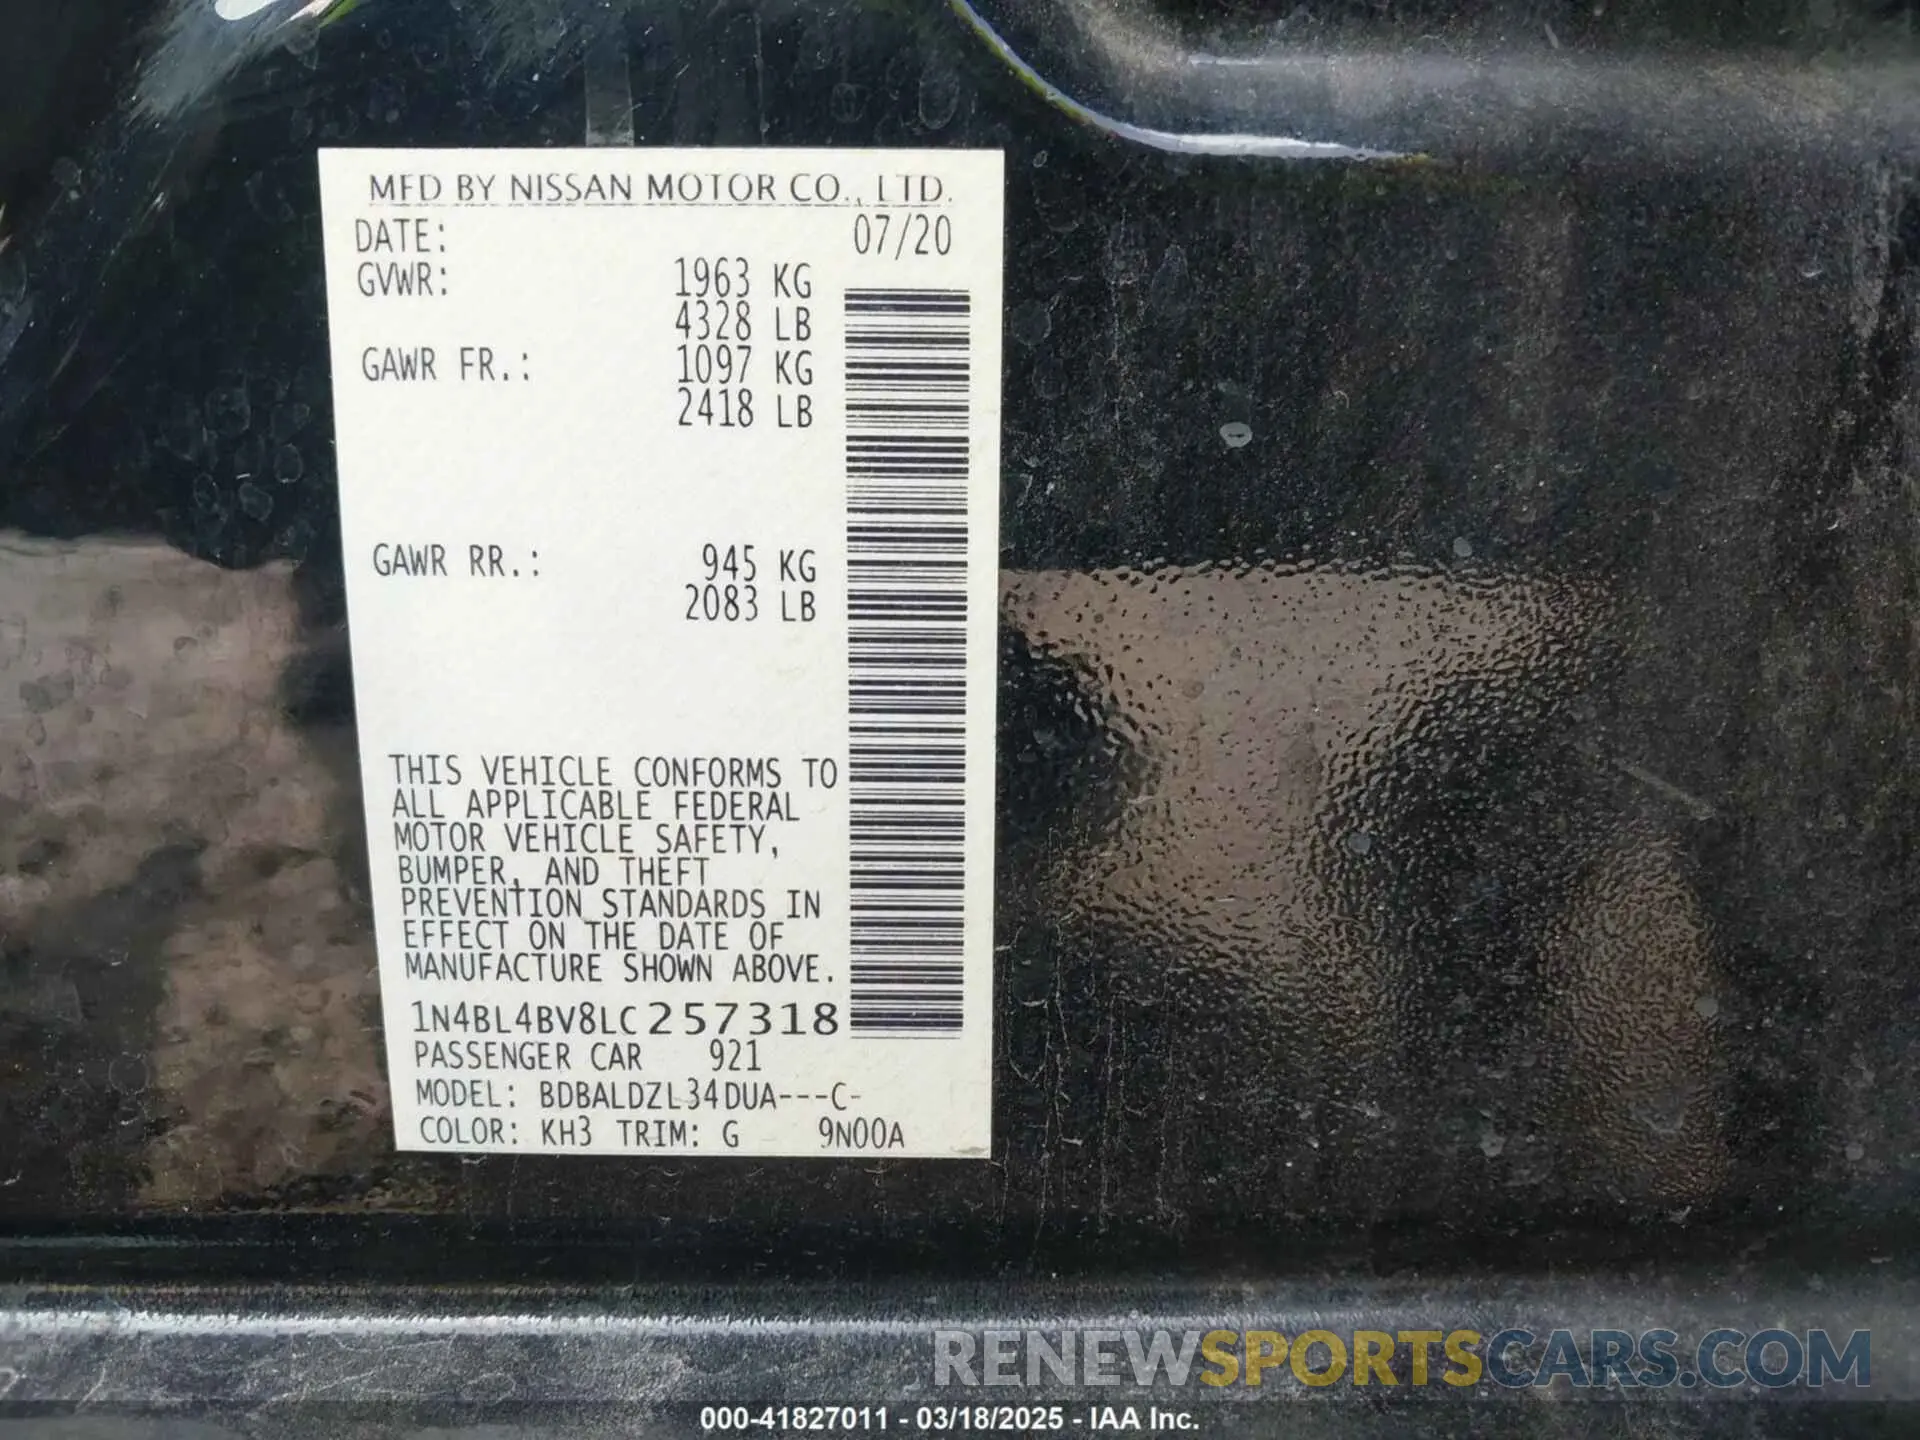 MFD BY NISSAN MOTOR CO., LTD.
DATE: 07/20
GVWR: 1963 KG
4328 LB
GAWR FR.: 1097 KG
2418 LB
GAWR RR.: 945 KG
2083 LB
THIS VEHICLE CONFORMS TO
ALL APPLICABLE FEDERAL
MOTOR VEHICLE SAFETY,
BUMPER, AND THEFT
PREVENTION STANDARDS IN
EFFECT ON THE DATE OF
MANUFACTURE SHOWN ABOVE.
1N4BL4BV8LC257318
PASSENGER CAR 921
MODEL: BDBALDZL34DUA---C-
COLOR: KH3 TRIM: G 9N00A
RENEWSPORTSCARS.COM
000-41827011 - 03/18/2025 - IAA Inc.